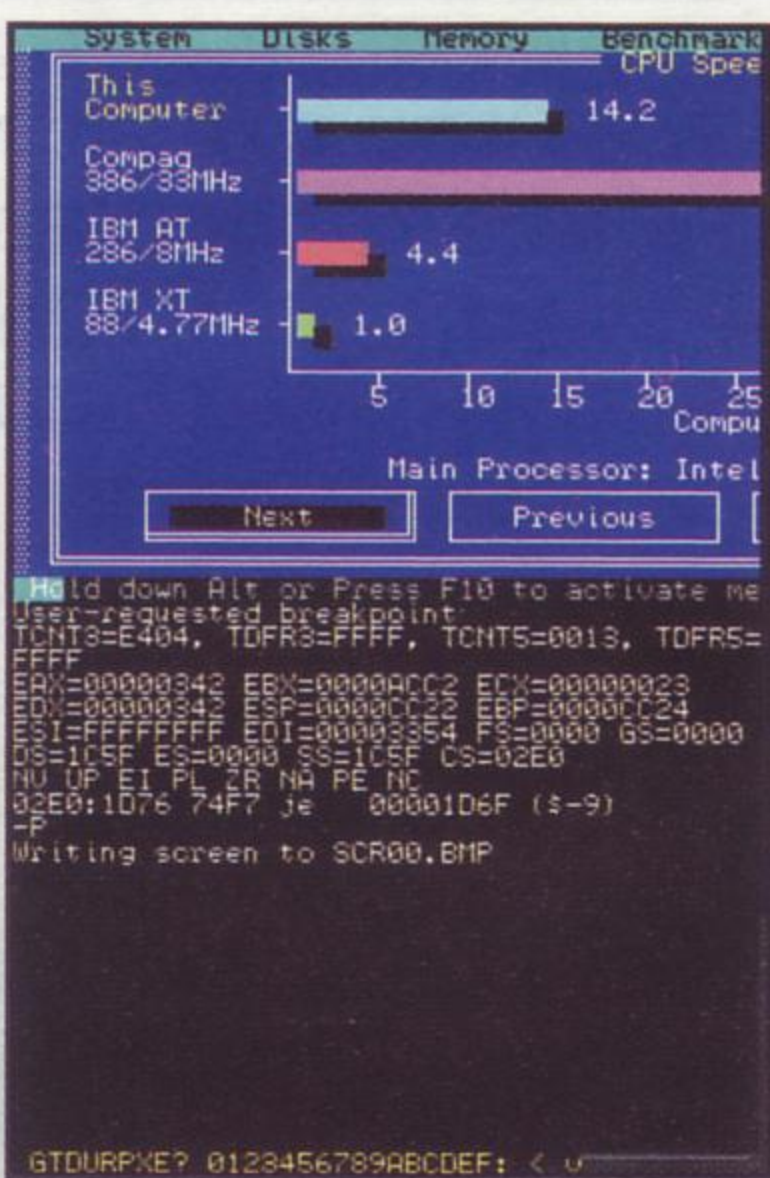 System Disks Memory Benchmark
CPU Spee
This
Computer 14.2
Compaq
386/33MHz
IBM AT
286/8MHz 4.4
IBM XT
88/4.77MHz 1.0
5 10 15 20 25
Compu
Main Processor: Intel
Next Previous
Hold down Alt or Press F10 to activate me
User-requested breakpoint
TCNT3=E404, TDFR3=FFFF, TCNT5=0013, TDFR5=
FFFF
EAX=00000342 EBX=0000ACC2 ECX=00000023
EDX=00000342 ESP=0000CC22 EBP=0000CC24
ESI=FFFFFFFF EDI=00003354 FS=0000 GS=0000
DS=1C5F ES=0000 SS=1C5F CS=02E0
NV UP EI PL ZR NA PE NC
02E0:1D76 74F7 je 00001D6F ($-9)
-P
Writing screen to SCR00.BMP
GTDURPXE? 0123456789ABCDEF: <